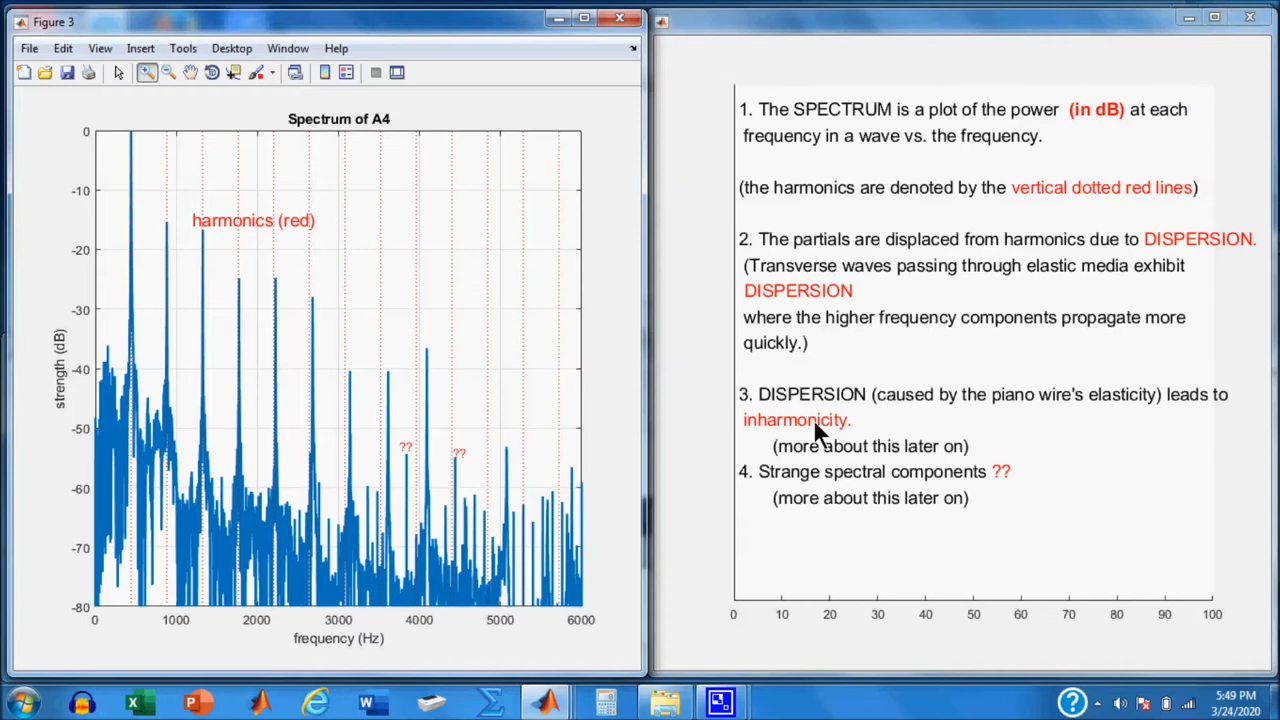 Figure 3
File Edit View Insert Tools Desktop Window Help
Spectrum of A4
0
-10
-20
-30
-40
-50
-60
-70
-80
strength (dB)
harmonics (red)
??
??
0 1000 2000 3000 4000 5000 6000
frequency (Hz)
1. The SPECTRUM is a plot of the power (in dB) at each
frequency in a wave vs. the frequency.
(the harmonics are denoted by the vertical dotted red lines)
2. The partials are displaced from harmonics due to DISPERSION.
(Transverse waves passing through elastic media exhibit
DISPERSION
where the higher frequency components propagate more
quickly.)
3. DISPERSION (caused by the piano wire's elasticity) leads to
inharmonicity.
(more about this later on)
4. Strange spectral components ??
(more about this later on)
0 10 20 30 40 50 60 70 80 90 100
5:49 PM
3/24/2020